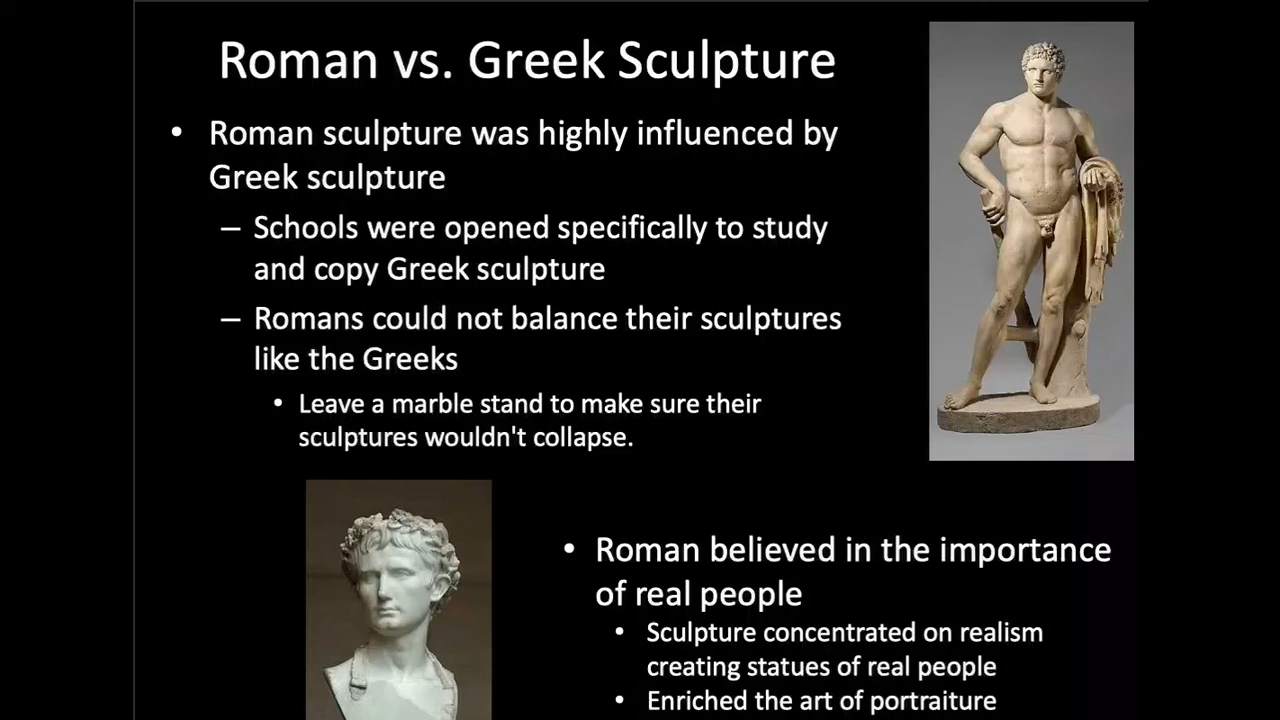 Roman vs. Greek Sculpture
• Roman sculpture was highly influenced by
Greek sculpture
– Schools were opened specifically to study
and copy Greek sculpture
– Romans could not balance their sculptures
like the Greeks
• Leave a marble stand to make sure their
sculptures wouldn't collapse.
• Roman believed in the importance
of real people
• Sculpture concentrated on realism
creating statues of real people
• Enriched the art of portraiture